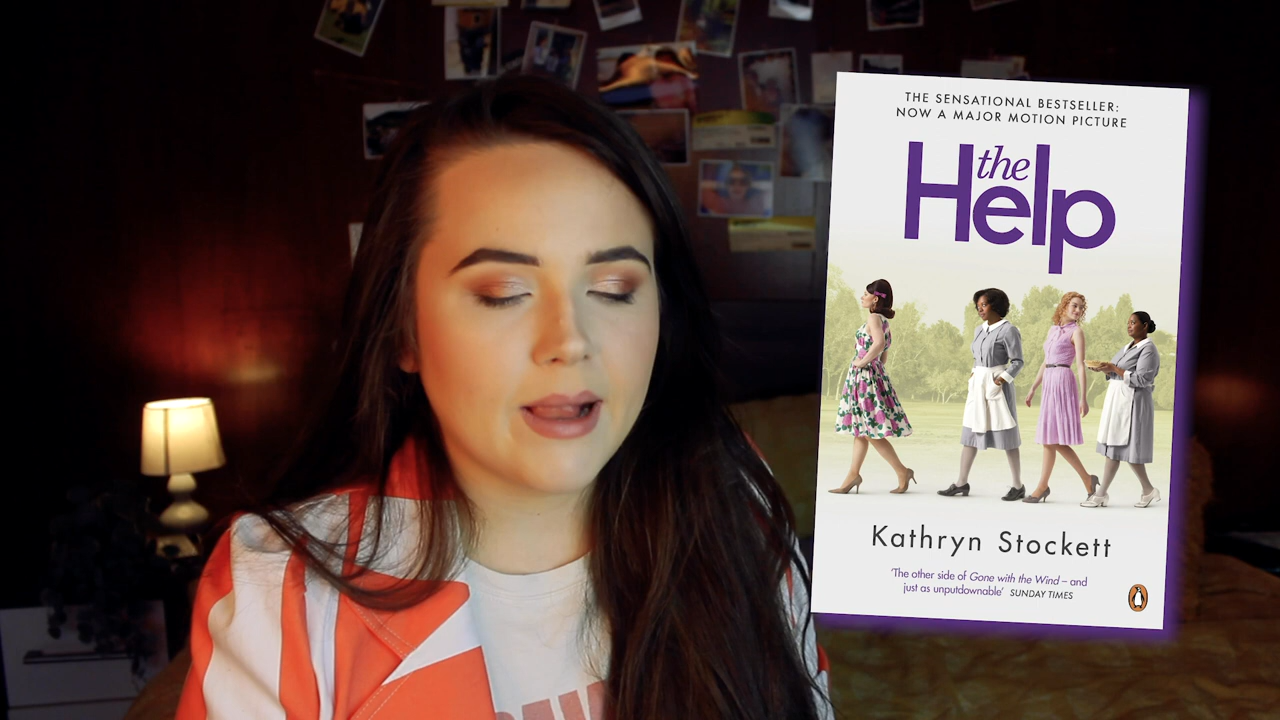 THE SENSATIONAL BESTSELLER:
NOW A MAJOR MOTION PICTURE
the
Help
Kathryn Stockett
'The other side of Gone with the Wind – and
just as unputdownable' SUNDAY TIMES